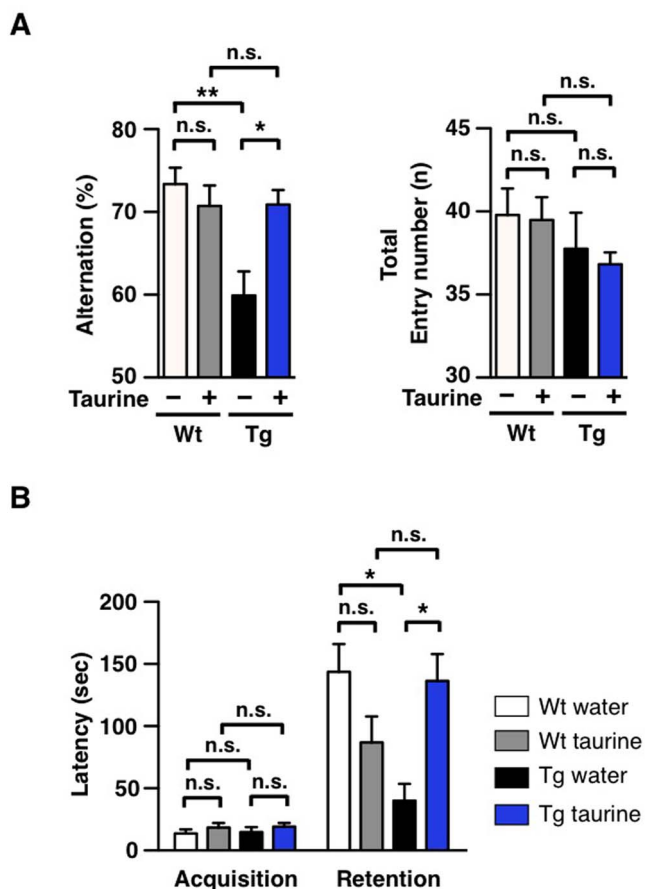 A
n.s.
**
n.s.
*
80
70
60
50
Alternation (%)
Taurine − + − +
Wt Tg
n.s.
n.s.
n.s.
n.s.
45
40
35
30
Total
Entry number (n)
Taurine − + − +
Wt Tg
B
n.s.
*
n.s.
*
200
150
100
50
0
Latency (sec)
n.s.
n.s.
n.s.
n.s.
Acquisition Retention
Wt water
Wt taurine
Tg water
Tg taurine